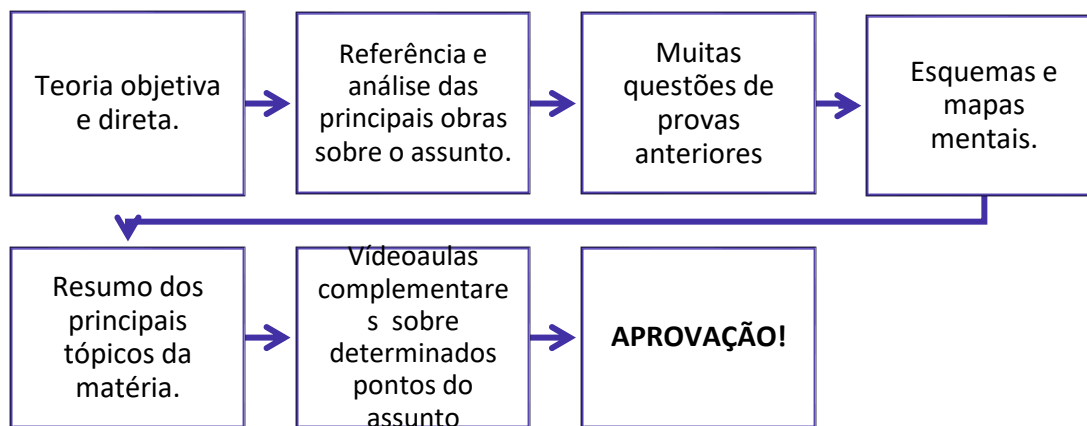 Teoria objetiva
e direta.
Referência e
análise das
principais obras
sobre o assunto.
Muitas
questões de
provas
anteriores
Esquemas e
mapas
mentais.
Resumo dos
principais
tópicos da
matéria.
Vídeoaulas
complementare
s sobre
determinados
pontos do
assunto
APROVAÇÃO!